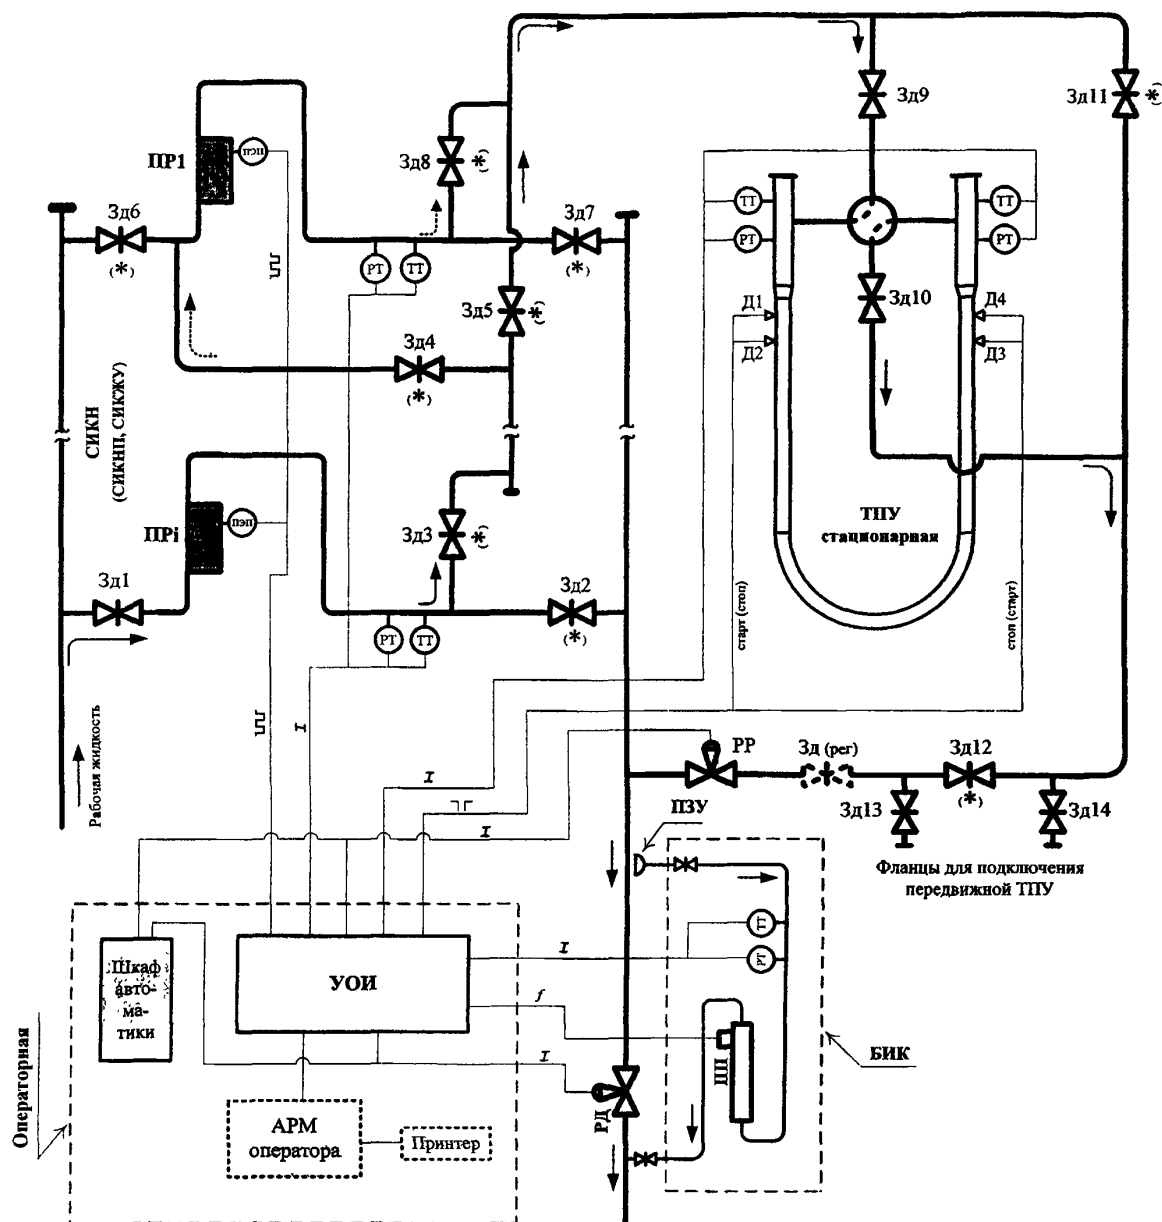 Зд9
Зд11
(*)
ПР1
ПСП
Зд8
(*)
Зд6
(*)
Зд7
(*)
ТТ
ТТ
РТ
РТ
РТ
ТТ
Зд5
(*)
Зд10
Д1
Д4
Д2
Д3
Зд4
(*)
СИКН
(СИКНП, СИКЖУ)
ПРi
ПЭП
Зд3
(*)
ТПУ
стационарная
Зд1
Зд2
(*)
РТ
ТТ
старт (стоп)
стоп (старт)
Рабочая жидкость
I
РР
Зд (рег)
Зд12
(*)
I
Зд13
Зд14
I
ПЗУ
Фланцы для подключения
передвижной ТПУ
ТТ
I
РТ
Шкаф
авто-
ма-
тики
УОИ
f
ПП
I
БИК
Операторная
РД
АРМ
оператора
Принтер